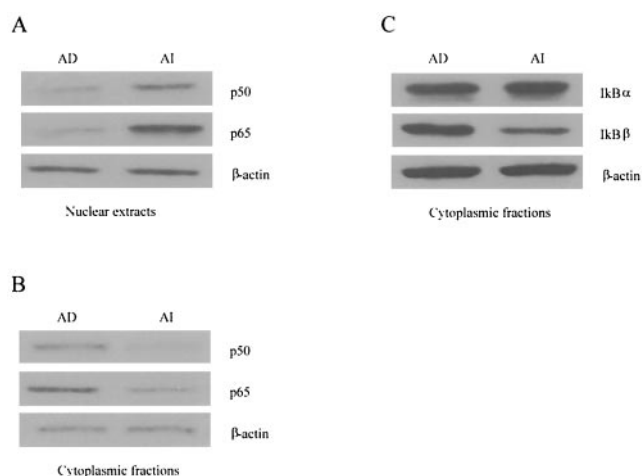 A
AD AI
p50
p65
β-actin
Nuclear extracts
B
AD AI
p50
p65
β-actin
Cytoplasmic fractions
C
AD AI
IkBα
IkBβ
β-actin
Cytoplasmic fractions